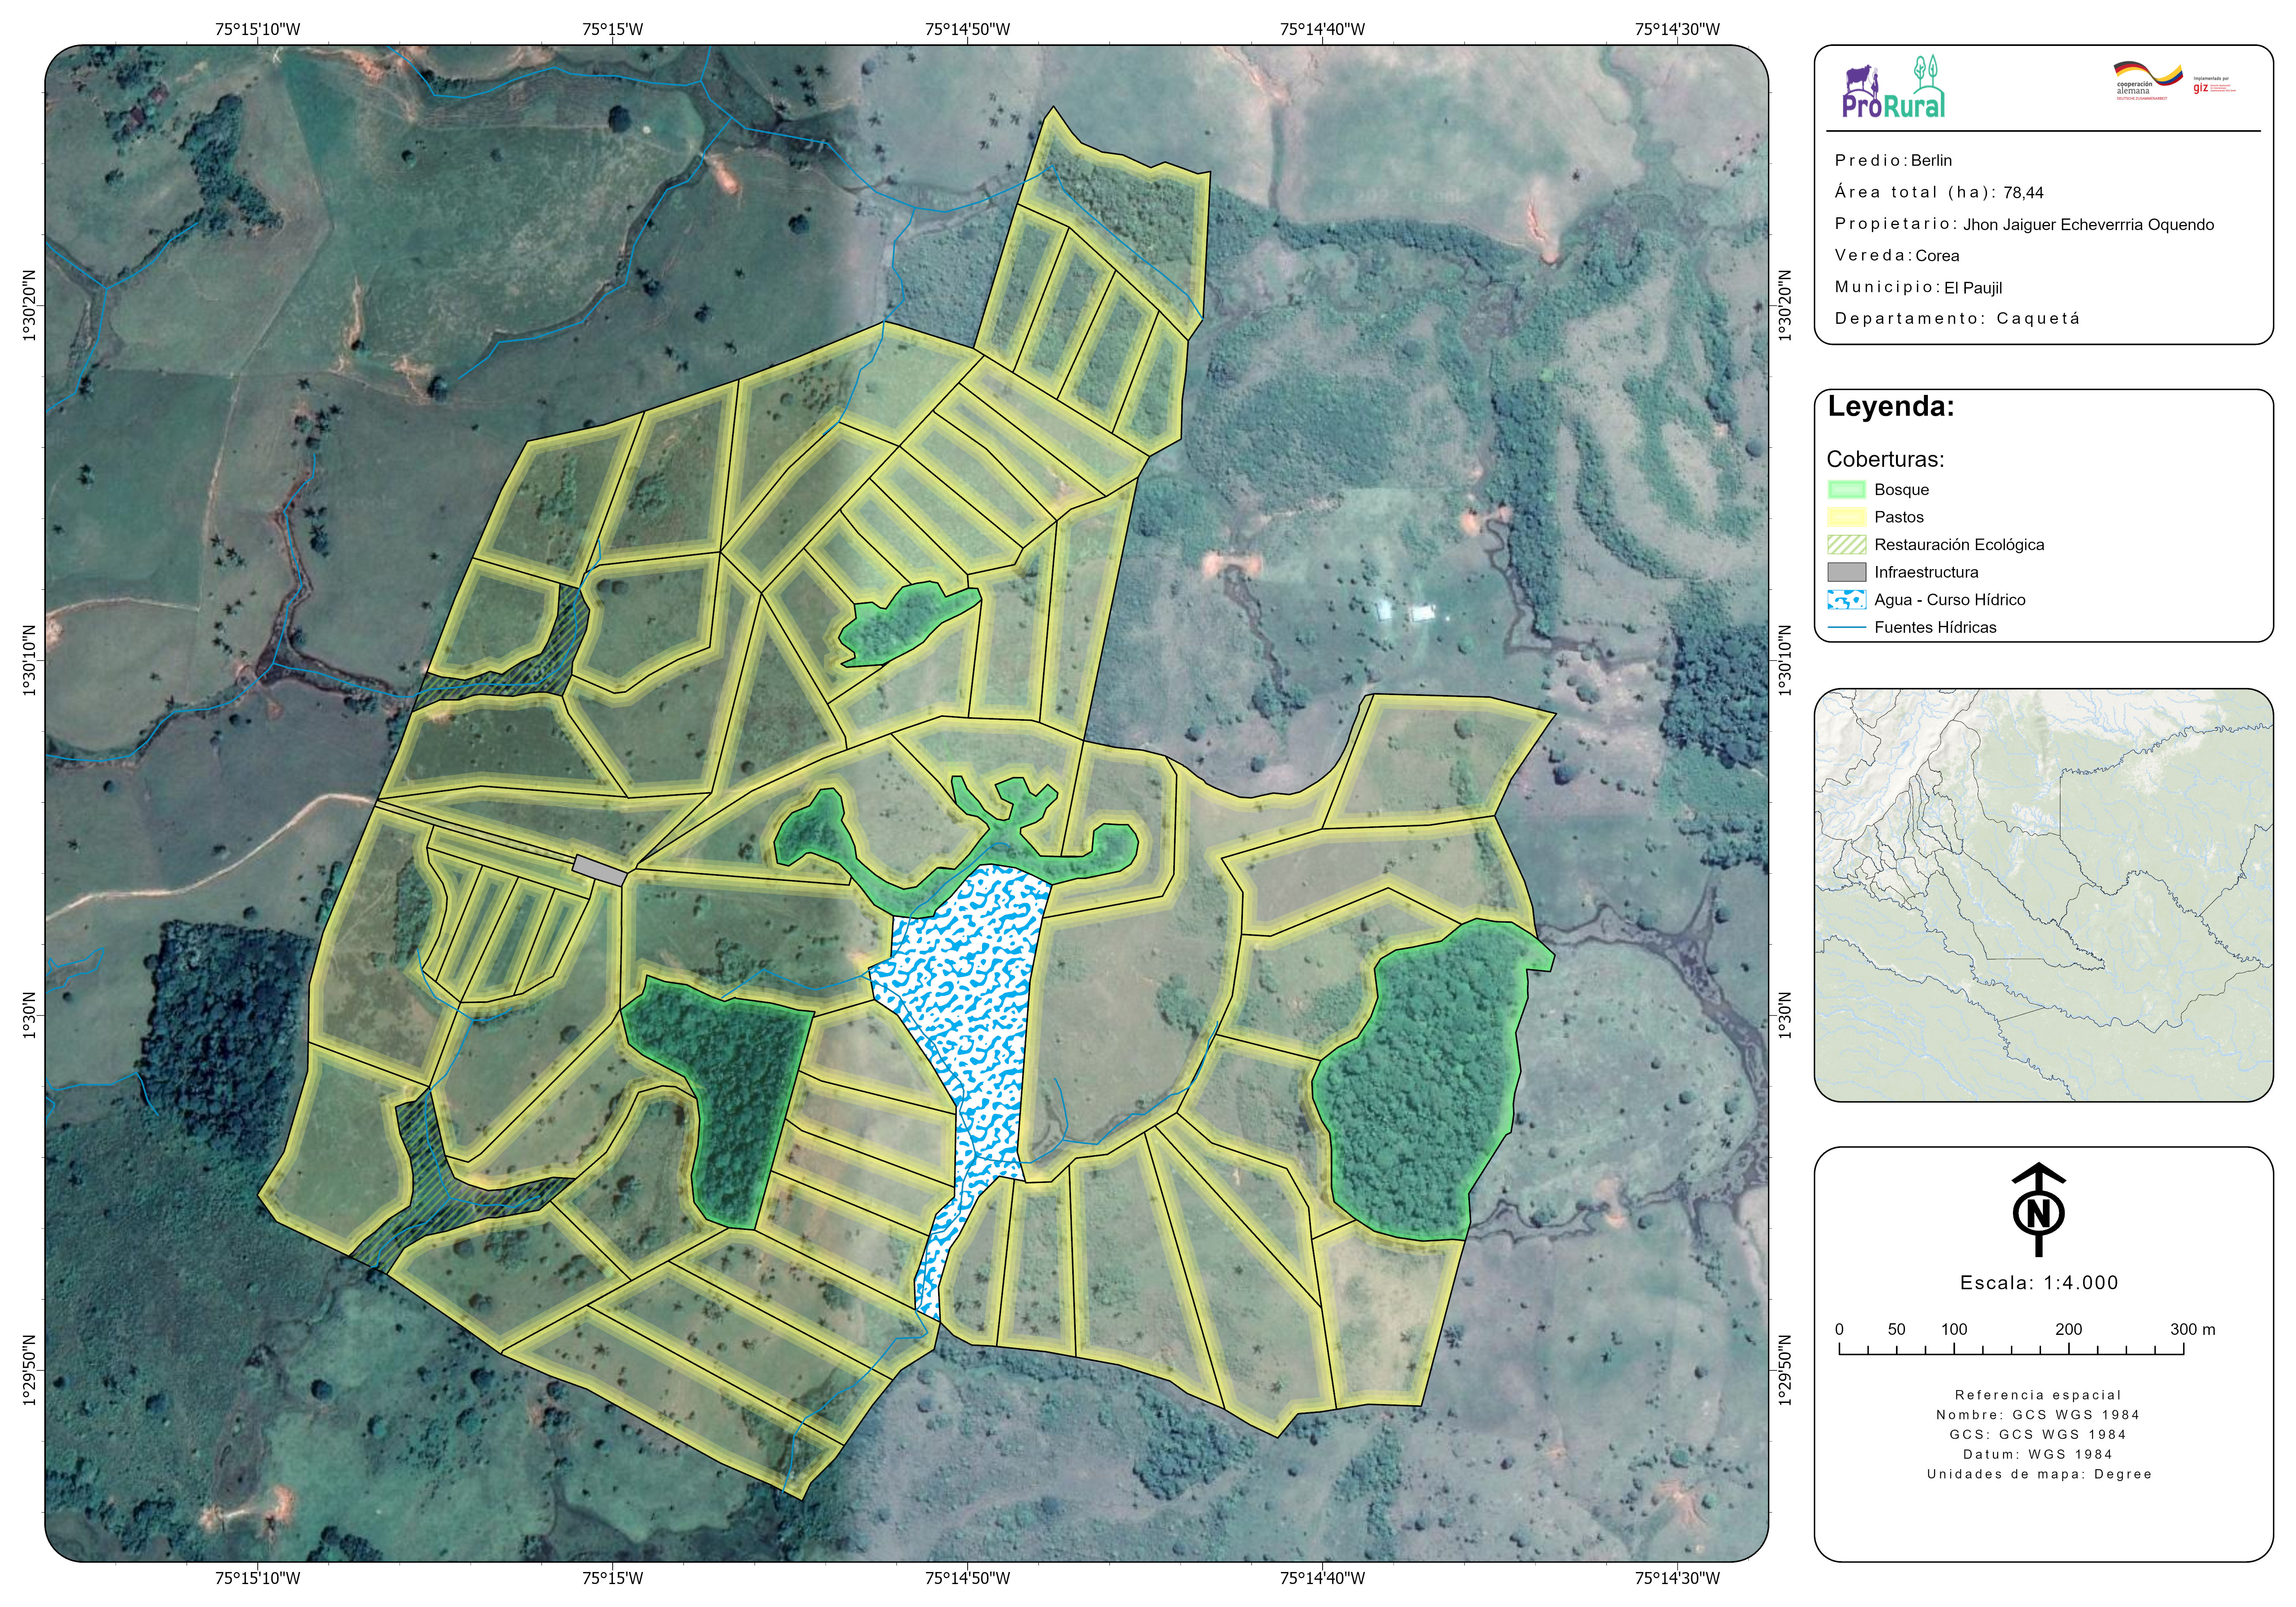 75°15'10"W 75°15'W 75°14'50"W 75°14'40"W 75°14'30"W
1°30'20"N
1°30'10"N
1°30'N
1°29'50"N
1°30'20"N
1°30'10"N
1°30'N
1°29'50"N
75°15'10"W 75°15'W 75°14'50"W 75°14'40"W 75°14'30"W
ProRural
cooperación
alemana
DEUTSCHE ZUSAMMENARBEIT
Implementada por
giz
Predio: Berlin
Área total (ha): 78,44
Propietario: Jhon Jaiguer Echeverrria Oquendo
Vereda: Corea
Municipio: El Paujil
Departamento: Caquetá
Leyenda:
Coberturas:
Bosque
Pastos
Restauración Ecológica
Infraestructura
Agua - Curso Hídrico
Fuentes Hídricas
N
Escala: 1:4.000
0 50 100 200 300 m
Referencia espacial
Nombre: GCS WGS 1984
GCS: GCS WGS 1984
Datum: WGS 1984
Unidades de mapa: Degree